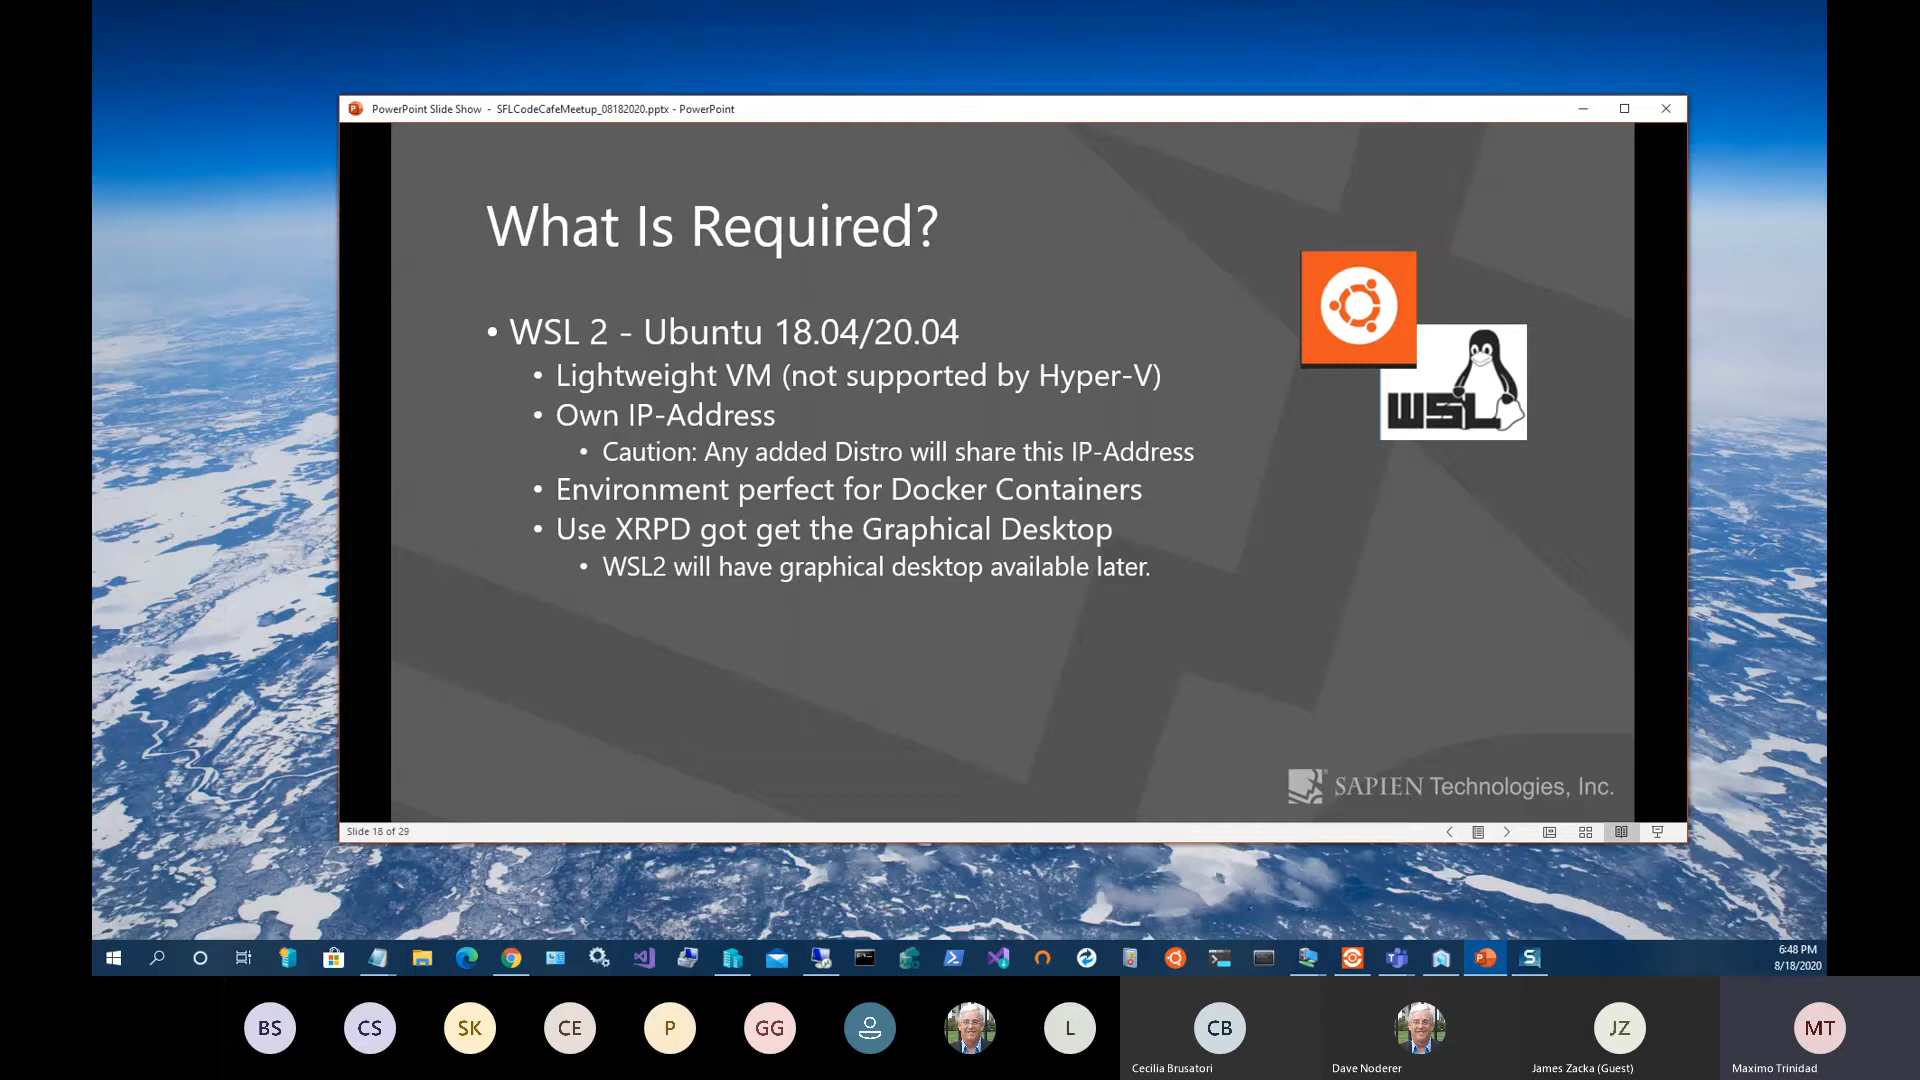 PowerPoint Slide Show - SFLCodeCafeMeetup_08182020.pptx - PowerPoint
What Is Required?
• WSL 2 - Ubuntu 18.04/20.04
• Lightweight VM (not supported by Hyper-V)
• Own IP-Address
• Caution: Any added Distro will share this IP-Address
• Environment perfect for Docker Containers
• Use XRPD got get the Graphical Desktop
• WSL2 will have graphical desktop available later.
WSL
SAPIEN Technologies, Inc.
Slide 18 of 29
6:48 PM
8/18/2020
BS
CS
SK
CE
P
GG
L
CB
JZ
MT
Cecilia Brusatori
Dave Noderer
James Zacka (Guest)
Maximo Trinidad